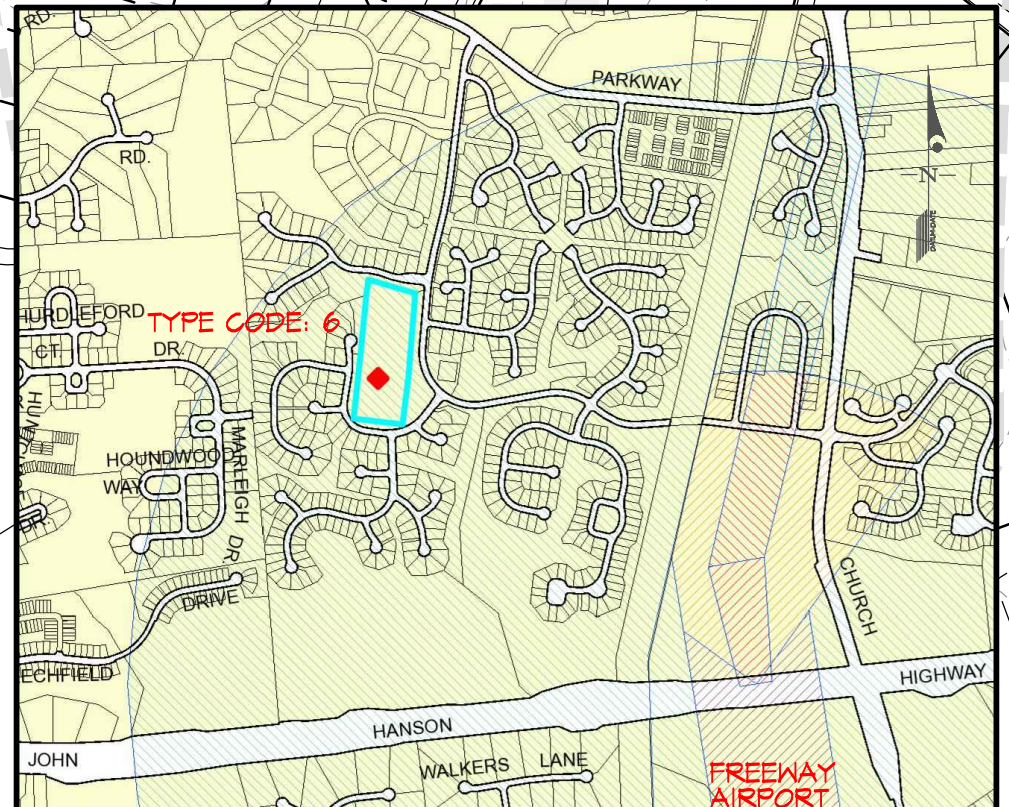 RD.
PARKWAY
RD.
N
HURDLEFORD
TYPE CODE: 6
CT.
DR.
HOUNDWOOD
WAY
MARLEIGH DR
DR.
DRIVE
CHURCH
ECHFIELD
HIGHWAY
HANSON
JOHN
WALKERS LANE
FREEWAY
AIRPORT